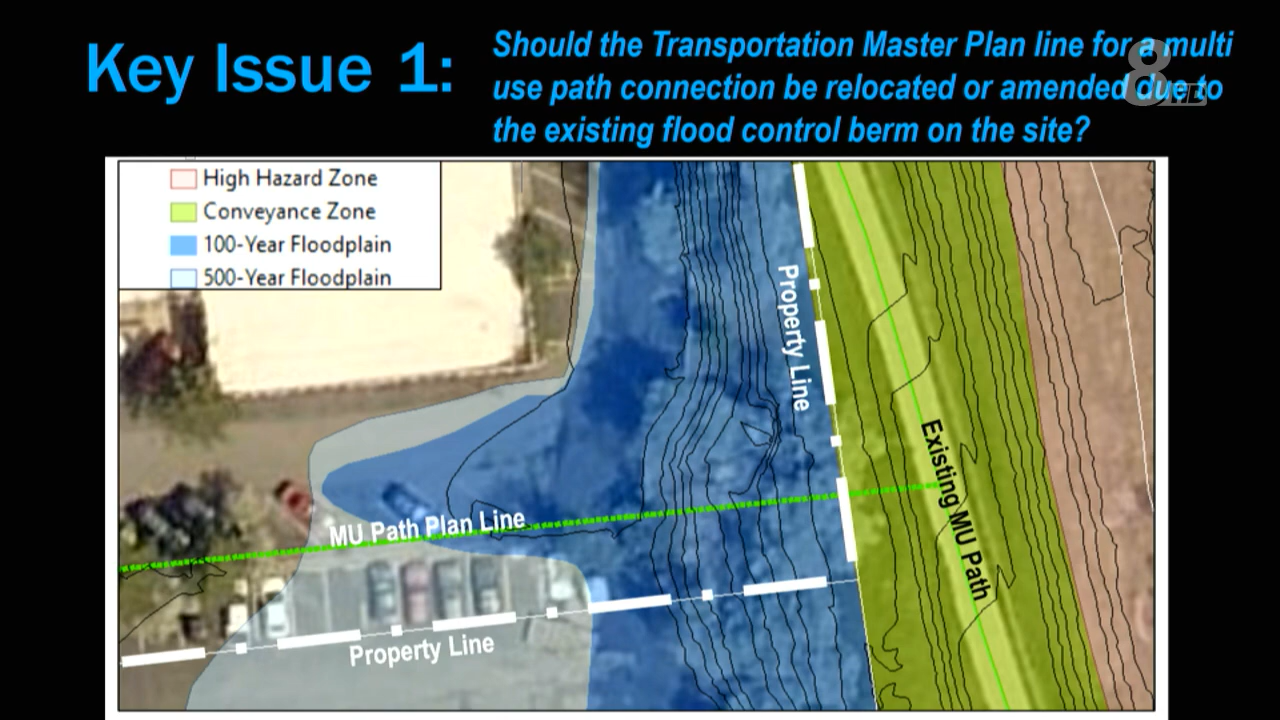 Key Issue 1:
Should the Transportation Master Plan line for a multi
use path connection be relocated or amended due to
the existing flood control berm on the site?
8 HD
High Hazard Zone
Conveyance Zone
100-Year Floodplain
500-Year Floodplain
Property Line
Existing MU Path
MU Path Plan Line
Property Line